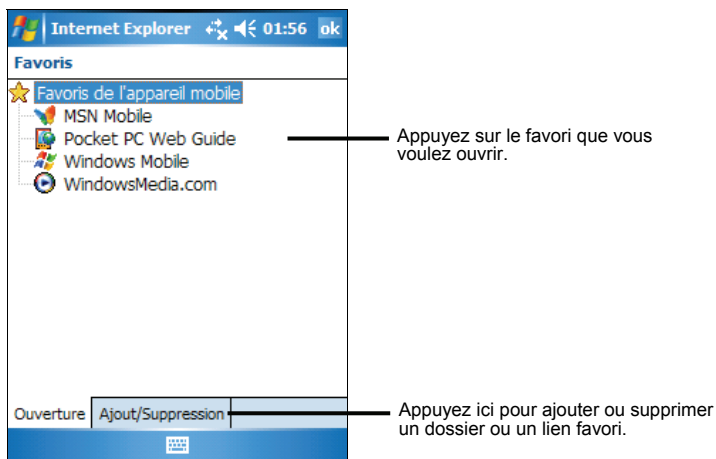 Internet Explorer 01:56 ok
Favoris
Favoris de l'appareil mobile
MSN Mobile
Pocket PC Web Guide
Windows Mobile
WindowsMedia.com
Appuyez sur le favori que vous
voulez ouvrir.
Ouverture Ajout/Suppression
Appuyez ici pour ajouter ou supprimer
un dossier ou un lien favori.